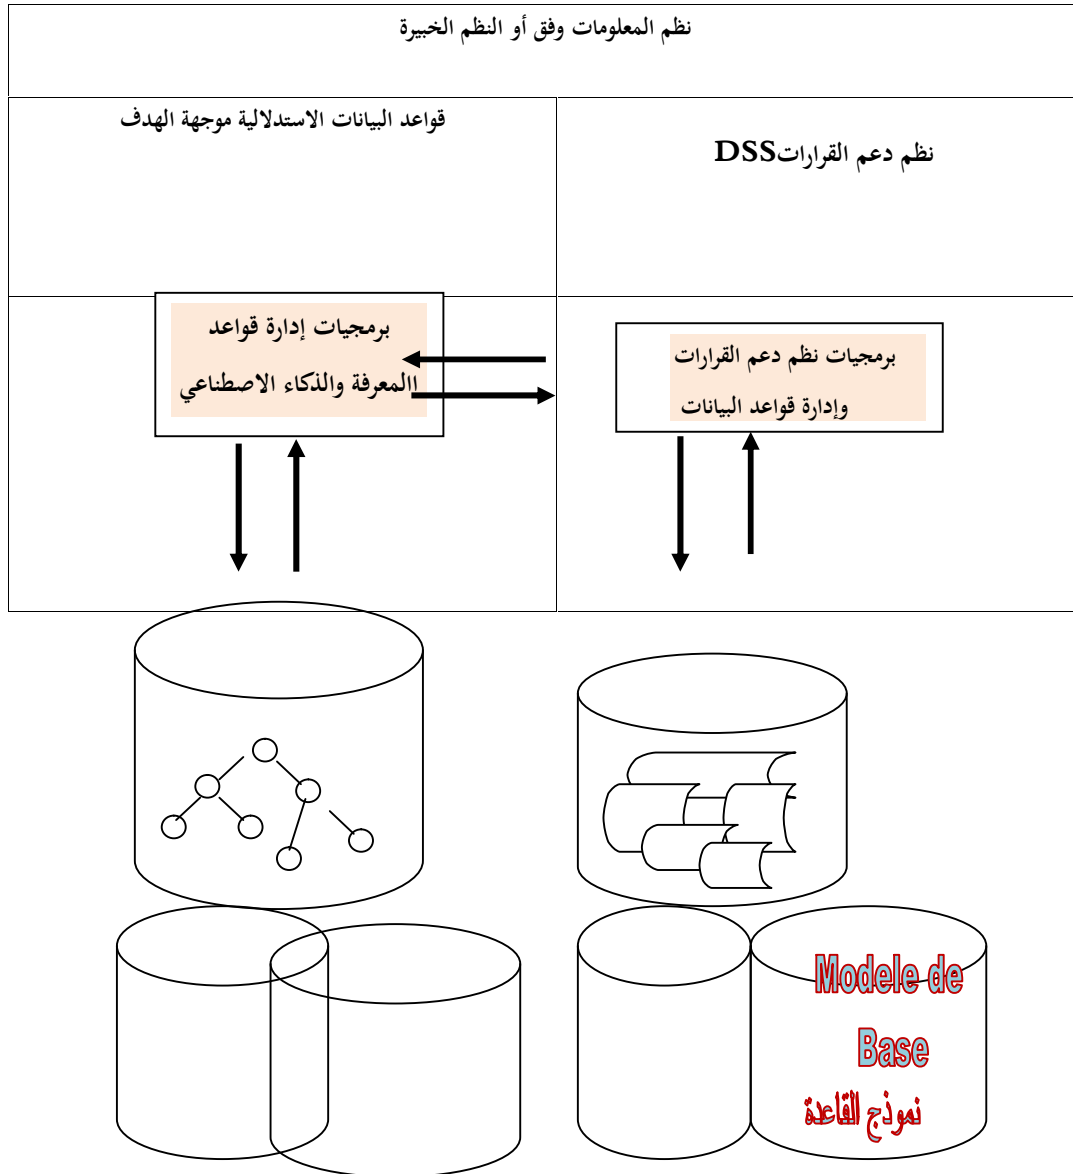 نظم المعلومات وفق أو النظم الخبيرة
قواعد البيانات الاستدلالية موجهة الهدف
نظم دعم القراراتDSS
برمجيات إدارة قواعد
االمعرفة والذكاء الاصطناعي
برمجيات نظم دعم القرارات
وإدارة قواعد البيانات
Modele de
Base
نموذج القاعدة